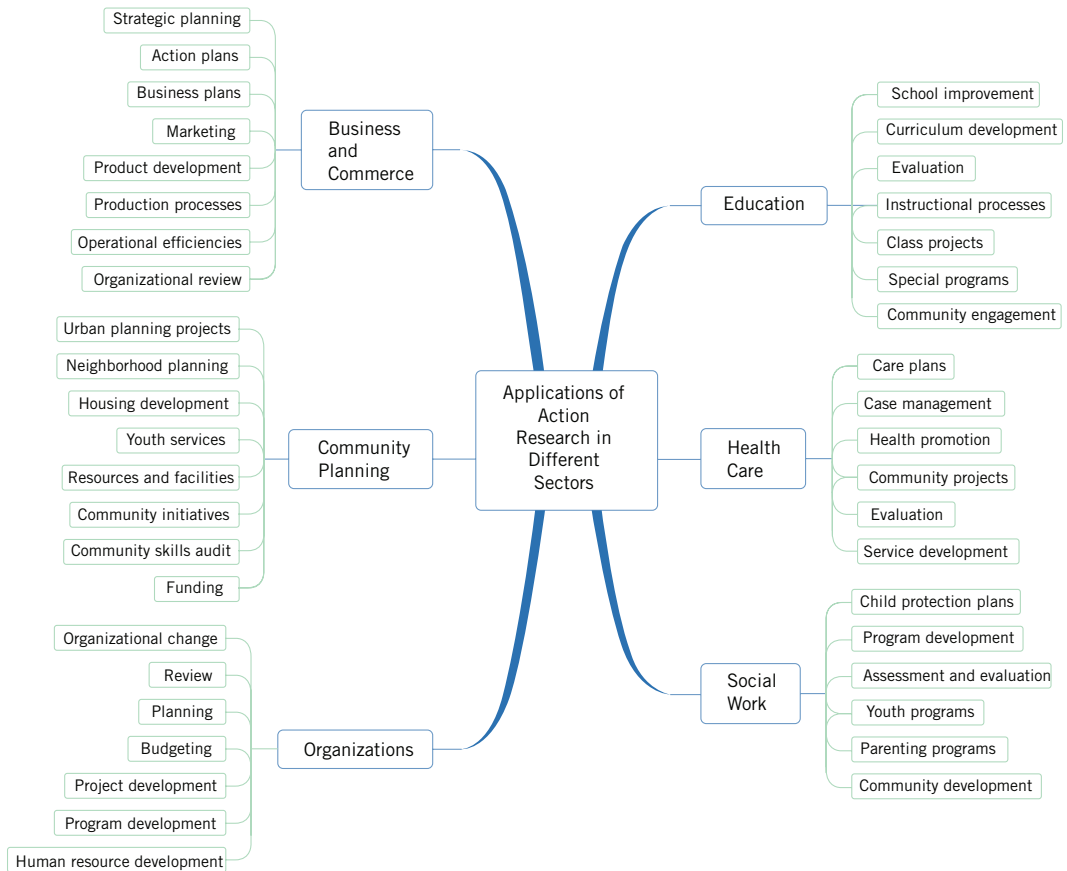 Applications of
Action
Research in
Different
Sectors
Business
and
Commerce
Strategic planning
Action plans
Business plans
Marketing
Product development
Production processes
Operational efficiencies
Organizational review
Community
Planning
Urban planning projects
Neighborhood planning
Housing development
Youth services
Resources and facilities
Community initiatives
Community skills audit
Funding
Organizations
Organizational change
Review
Planning
Budgeting
Project development
Program development
Human resource development
Education
School improvement
Curriculum development
Evaluation
Instructional processes
Class projects
Special programs
Community engagement
Health
Care
Care plans
Case management
Health promotion
Community projects
Evaluation
Service development
Social
Work
Child protection plans
Program development
Assessment and evaluation
Youth programs
Parenting programs
Community development